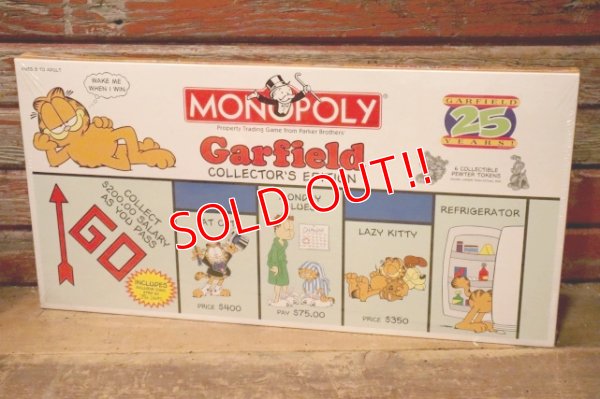 AGES 8 TO ADULT
WAKE ME
WHEN I WIN
MONOPOLY
Property Trading Game from Parker Brothers
Garfield
COLLECTOR'S EDITION
GARFIELD
25
YEARS!
6 COLLECTIBLE
PEWTER TOKENS
SOLD OUT!!
COLLECT
$200.00 SALARY
AS YOU PASS
GO
INCLUDES
PRICE $400
PAY $75.00
LAZY KITTY
PRICE $350
REFRIGERATOR